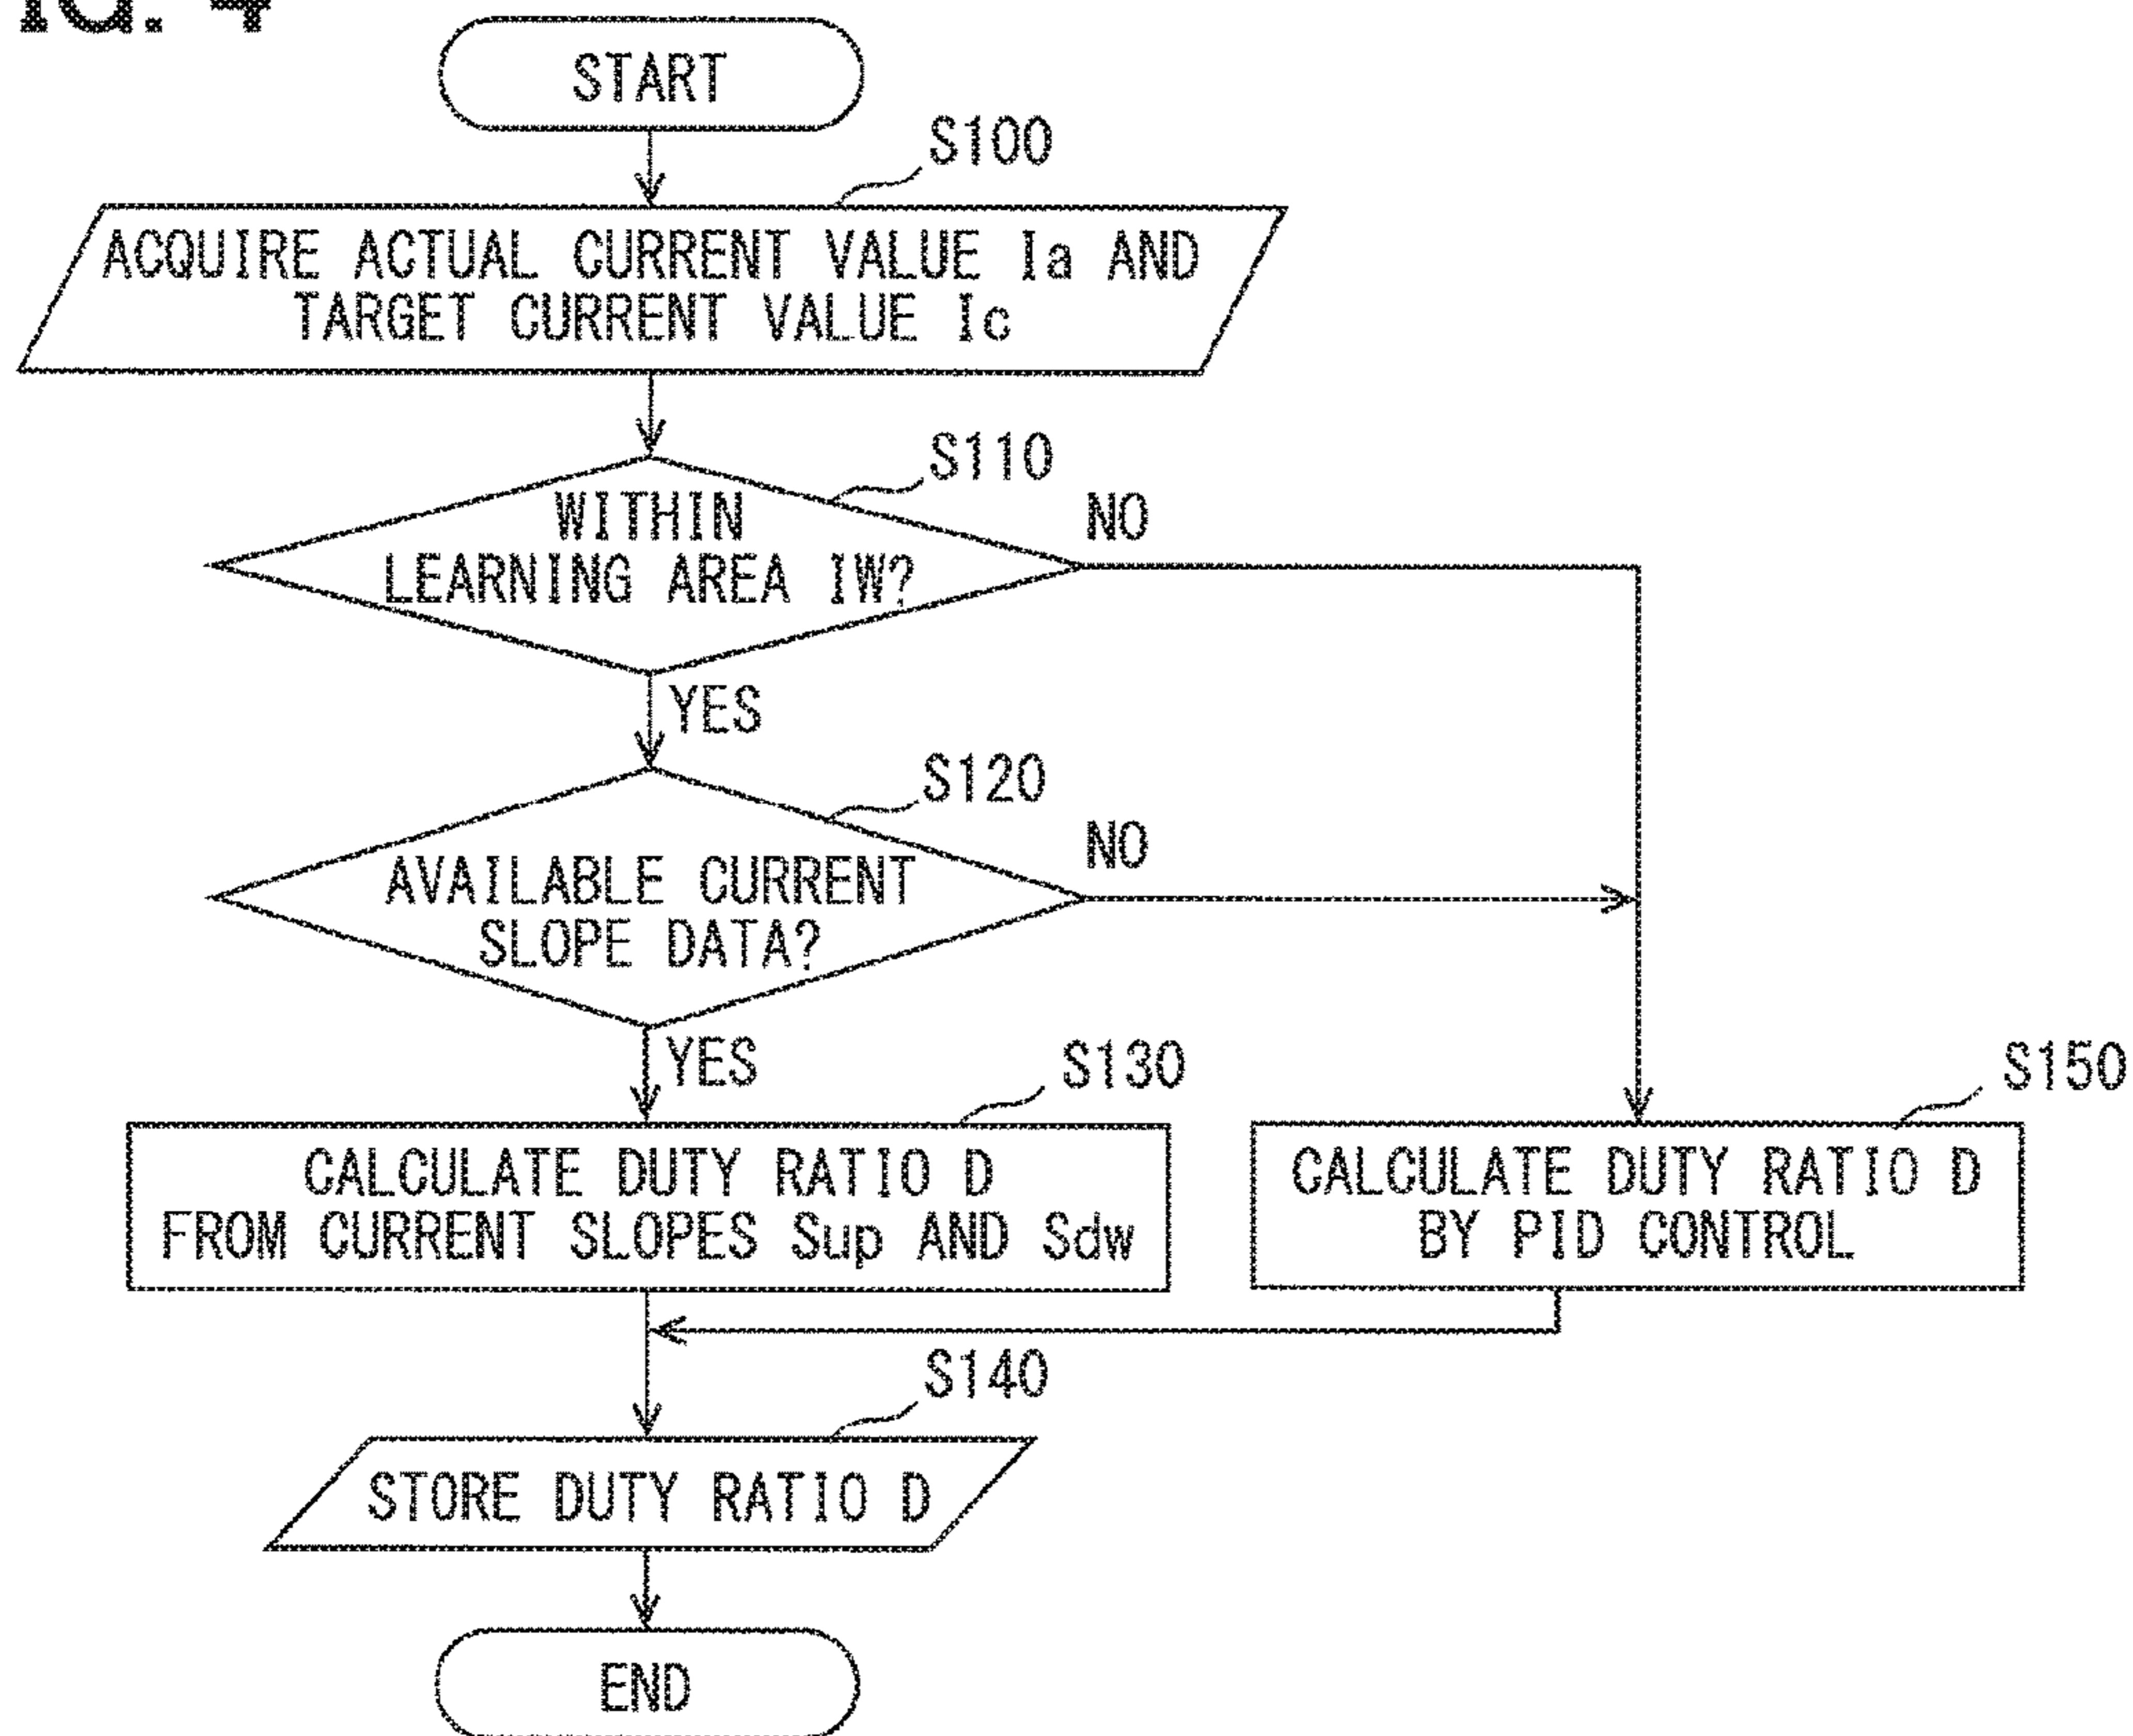 FIG. 4
START
S100
ACQUIRE ACTUAL CURRENT VALUE Ia AND
TARGET CURRENT VALUE Ic
S110
WITHIN
LEARNING AREA IW?
NO
YES
S120
AVAILABLE CURRENT
SLOPE DATA?
NO
YES
S130
CALCULATE DUTY RATIO D
FROM CURRENT SLOPES Sup AND Sdw
S150
CALCULATE DUTY RATIO D
BY PID CONTROL
S140
STORE DUTY RATIO D
END